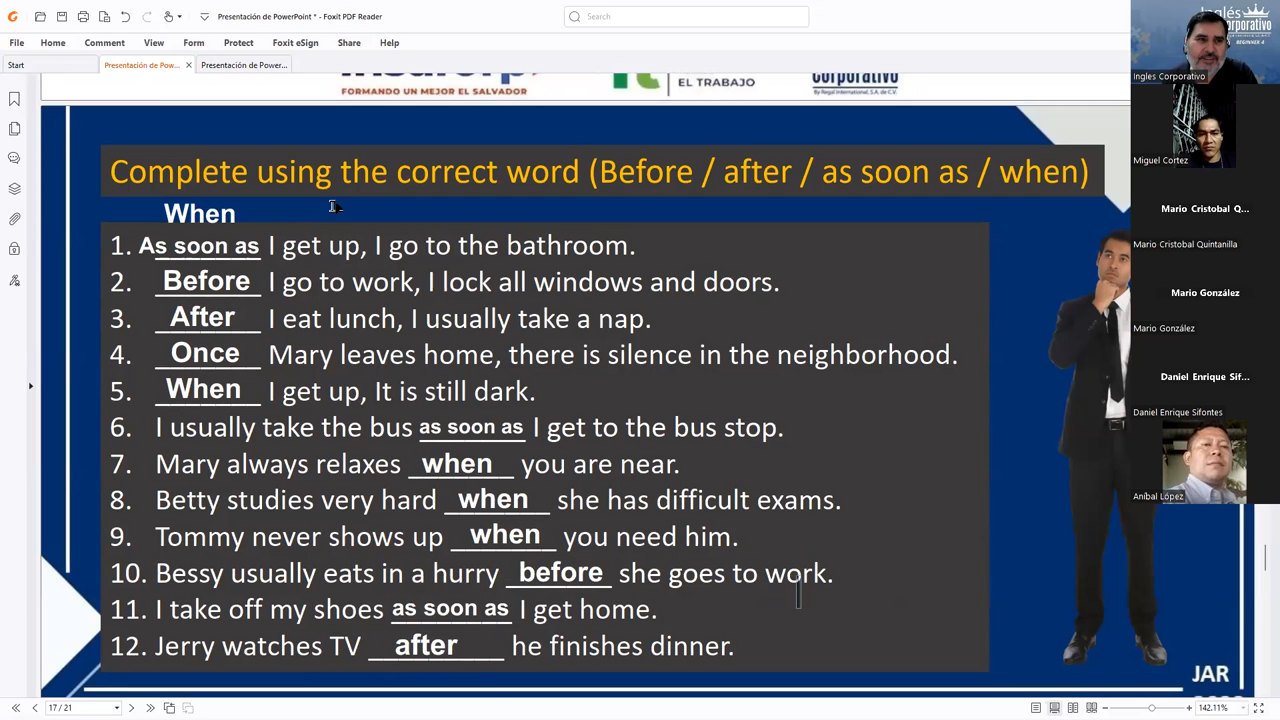 Presentación de PowerPoint * - Foxit PDF Reader
Search
File Home Comment View Form Protect Foxit eSign Share Help
Start
Presentación de Pow... ×
Presentación de Power...
FORMANDO UN MEJOR EL SALVADOR
EL TRABAJO
Corporativo
By Regal International, S.A. de C.V.
Complete using the correct word (Before / after / as soon as / when)
When
1. As soon as I get up, I go to the bathroom.
2. Before I go to work, I lock all windows and doors.
3. After I eat lunch, I usually take a nap.
4. Once Mary leaves home, there is silence in the neighborhood.
5. When I get up, It is still dark.
6. I usually take the bus as soon as I get to the bus stop.
7. Mary always relaxes when you are near.
8. Betty studies very hard when she has difficult exams.
9. Tommy never shows up when you need him.
10. Bessy usually eats in a hurry before she goes to work.
11. I take off my shoes as soon as I get home.
12. Jerry watches TV after he finishes dinner.
JAR
Inglés
Corporativo
BEGINNER 4
Ingles Corporativo
Miguel Cortez
Mario Cristobal Q...
Mario Cristobal Quintanilla
Mario González
Mario González
Daniel Enrique Sif...
Daniel Enrique Sifontes
Aníbal López
17 / 21
142.11%